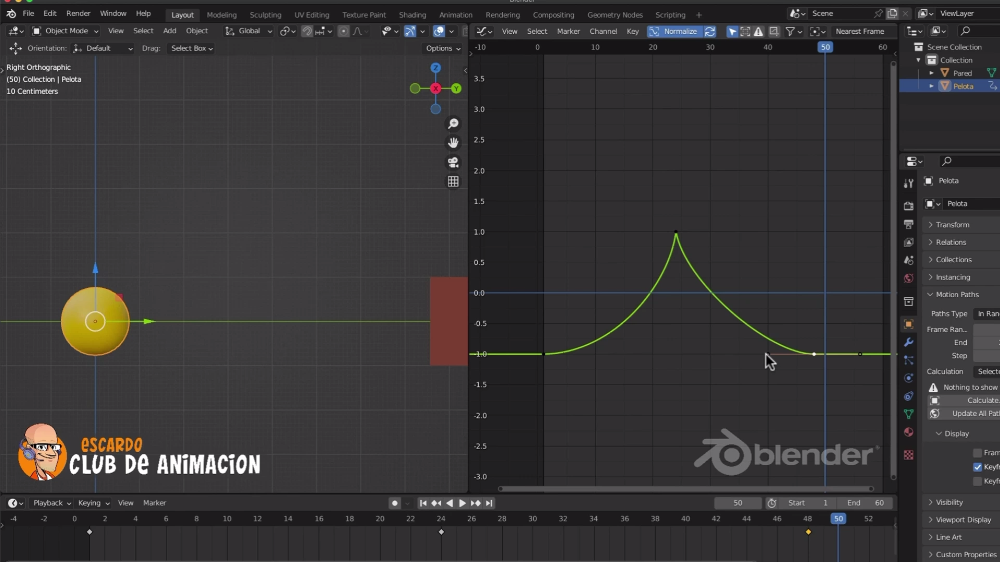 Blender
File Edit Render Window Help
Layout Modeling Sculpting UV Editing Texture Paint Shading Animation Rendering Compositing Geometry Nodes Scripting +
Scene
ViewLayer
Object Mode View Select Add Object Global
View Select Marker Channel Key Normalize Nearest Frame
Orientation: Default Drag: Select Box Options
Right Orthographic
(50) Collection | Pelota
10 Centimeters
Z
X
Y
-10 0 10 20 30 40 50 60
3.5
3.0
2.5
2.0
1.5
1.0
0.5
0.0
-0.5
-1.0
-1.5
-2.0
-2.5
-3.0
blender
ESCARDO
CLUB DE ANIMACION
Scene Collection
Collection
Pared
Pelota
Pelota
Pelota
Transform
Relations
Collections
Instancing
Motion Paths
Paths Type In Ran
Frame Ran...
End
Step
Calculation Selecte
Nothing to show
Calculate.
Update All Pat
Display
Fram
Keyfr
Keyfr
Visibility
Viewport Display
Line Art
Custom Properties
Playback Keying View Marker
50 Start 1 End 60
-4 -2 0 2 4 6 8 10 12 14 16 18 20 22 24 26 28 30 32 34 36 38 40 42 44 46 48 50 52